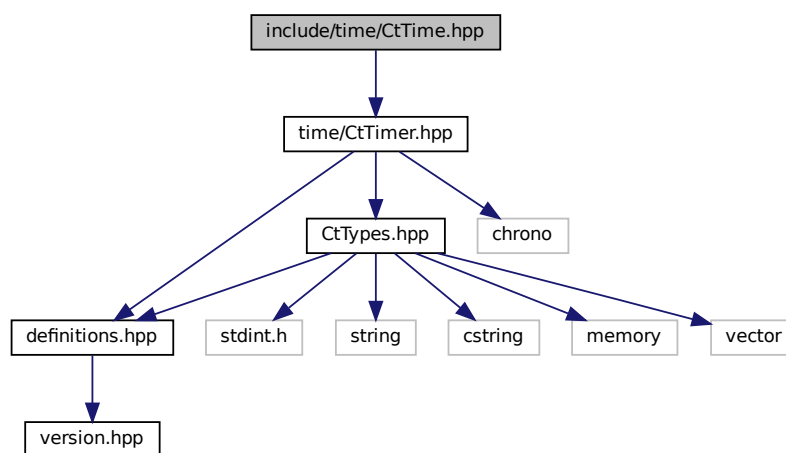 include/time/CtTime.hpp
time/CtTimer.hpp
CtTypes.hpp
chrono
definitions.hpp
stdint.h
string
cstring
memory
vector
version.hpp